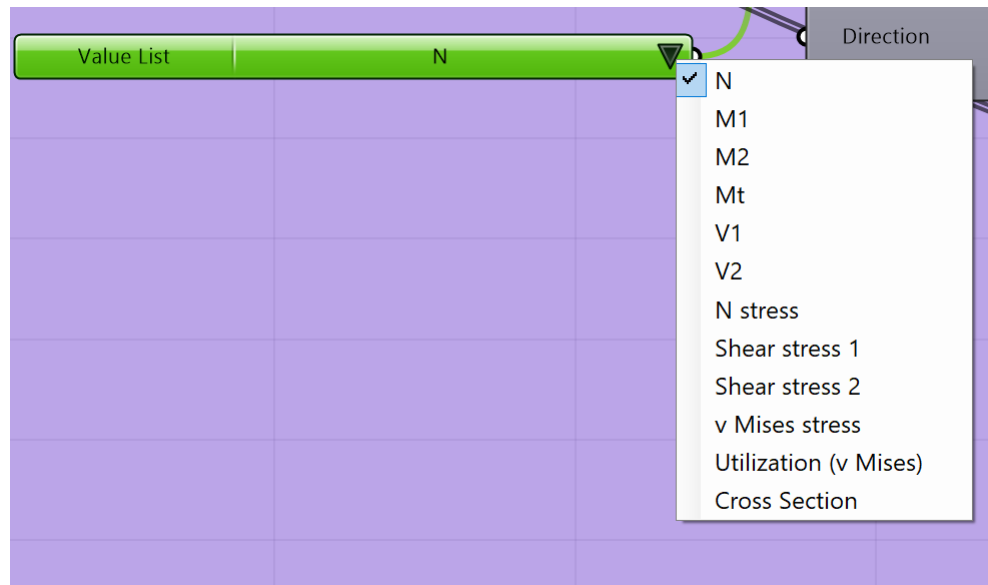 Direction
Value List N
N
M1
M2
Mt
V1
V2
N stress
Shear stress 1
Shear stress 2
v Mises stress
Utilization (v Mises)
Cross Section